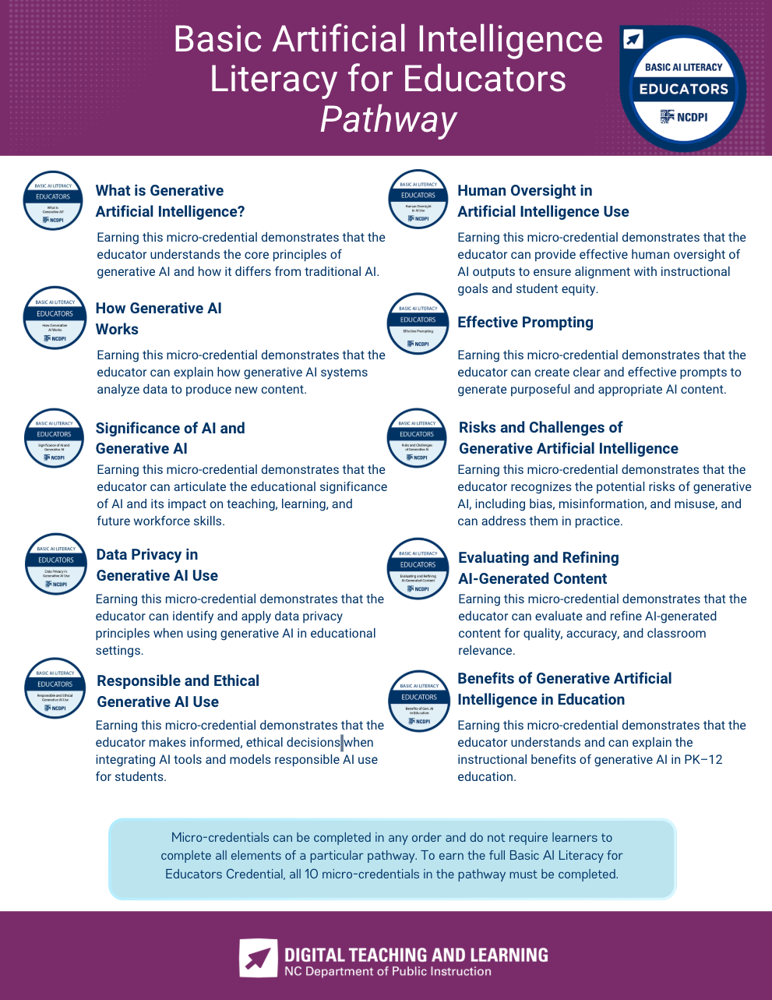 Basic Artificial Intelligence
Literacy for Educators
Pathway
BASIC AI LITERACY
EDUCATORS
NCDPI
BASIC AI LITERACY
EDUCATORS
What is
Generative AI?
NCDPI
What is Generative
Artificial Intelligence?
Earning this micro-credential demonstrates that the
educator understands the core principles of
generative AI and how it differs from traditional AI.
BASIC AI LITERACY
EDUCATORS
How Generative
AI Works
NCDPI
How Generative AI
Works
Earning this micro-credential demonstrates that the
educator can explain how generative AI systems
analyze data to produce new content.
BASIC AI LITERACY
EDUCATORS
Significance of AI and
Generative AI
NCDPI
Significance of AI and
Generative AI
Earning this micro-credential demonstrates that the
educator can articulate the educational significance
of AI and its impact on teaching, learning, and
future workforce skills.
BASIC AI LITERACY
EDUCATORS
Data Privacy in
Generative AI Use
NCDPI
Data Privacy in
Generative AI Use
Earning this micro-credential demonstrates that the
educator can identify and apply data privacy
principles when using generative AI in educational
settings.
BASIC AI LITERACY
EDUCATORS
Responsible and Ethical
Generative AI Use
NCDPI
Responsible and Ethical
Generative AI Use
Earning this micro-credential demonstrates that the
educator makes informed, ethical decisions when
integrating AI tools and models responsible AI use
for students.
BASIC AI LITERACY
EDUCATORS
Human Oversight
in AI Use
NCDPI
Human Oversight in
Artificial Intelligence Use
Earning this micro-credential demonstrates that the
educator can provide effective human oversight of
AI outputs to ensure alignment with instructional
goals and student equity.
BASIC AI LITERACY
EDUCATORS
Effective Prompting
NCDPI
Effective Prompting
Earning this micro-credential demonstrates that the
educator can create clear and effective prompts to
generate purposeful and appropriate AI content.
BASIC AI LITERACY
EDUCATORS
Risks and Challenges
of Generative AI
NCDPI
Risks and Challenges of
Generative Artificial Intelligence
Earning this micro-credential demonstrates that the
educator recognizes the potential risks of generative
AI, including bias, misinformation, and misuse, and
can address them in practice.
BASIC AI LITERACY
EDUCATORS
Evaluating and Refining
AI-Generated Content
NCDPI
Evaluating and Refining
AI-Generated Content
Earning this micro-credential demonstrates that the
educator can evaluate and refine AI-generated
content for quality, accuracy, and classroom
relevance.
BASIC AI LITERACY
EDUCATORS
Benefits of Gen. AI
in Education
NCDPI
Benefits of Generative Artificial
Intelligence in Education
Earning this micro-credential demonstrates that the
educator understands and can explain the
instructional benefits of generative AI in PK–12
education.
Micro-credentials can be completed in any order and do not require learners to
complete all elements of a particular pathway. To earn the full Basic AI Literacy for
Educators Credential, all 10 micro-credentials in the pathway must be completed.
DIGITAL TEACHING AND LEARNING
NC Department of Public Instruction